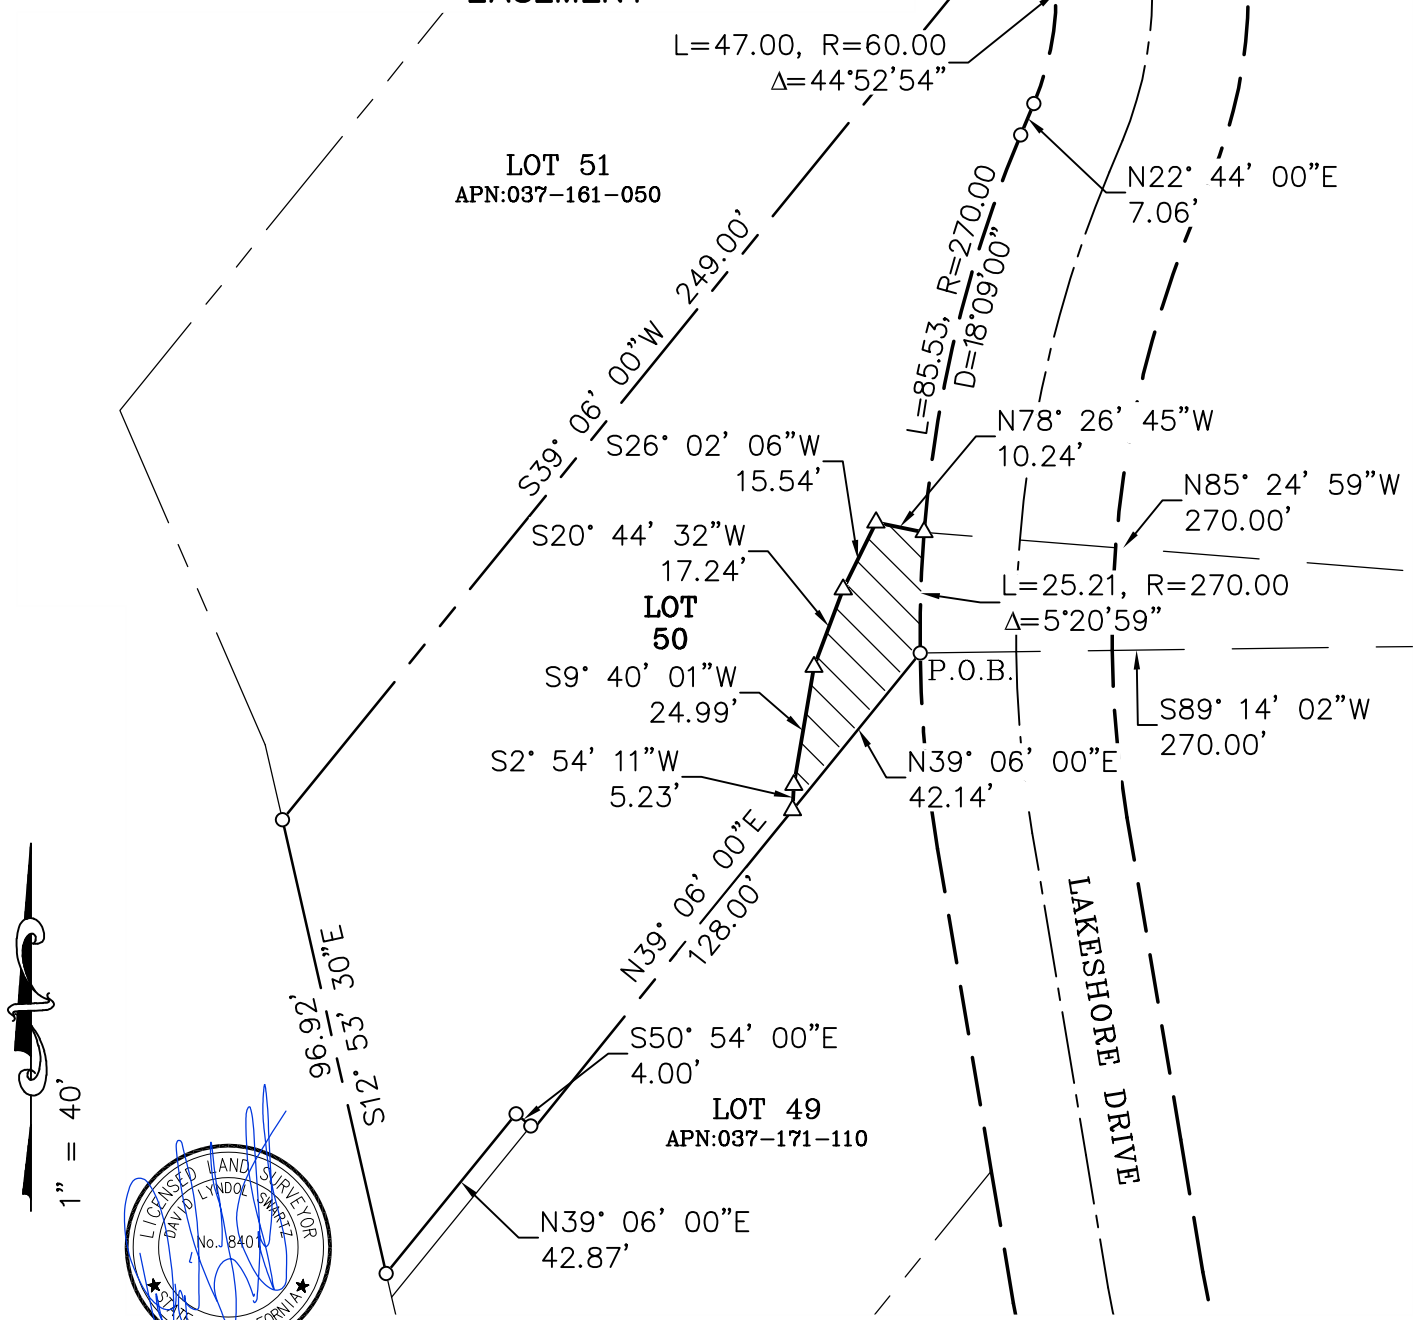 L=47.00, R=60.00
Δ=44°52'54"
LOT 51
APN:037-161-050
N22° 44' 00"E
7.06'
L=85.53, R=270.00
D=18°09'00"
S39° 06' 00"W 249.00'
N78° 26' 45"W
10.24'
S26° 02' 06"W
15.54'
N85° 24' 59"W
270.00'
S20° 44' 32"W
17.24'
L=25.21, R=270.00
Δ=5°20'59"
LOT
50
P.O.B.
S9° 40' 01"W
24.99'
S89° 14' 02"W
270.00'
S2° 54' 11"W
5.23'
N39° 06' 00"E
42.14'
N39° 06' 00"E
128.00'
LAKESHORE DRIVE
96.92'
S12° 53' 30"E
S50° 54' 00"E
4.00'
LOT 49
APN:037-171-110
1" = 40'
N39° 06' 00"E
42.87'
LICENSED LAND SURVEYOR
DAVID LYNDOL SWARTZ
No. 8401